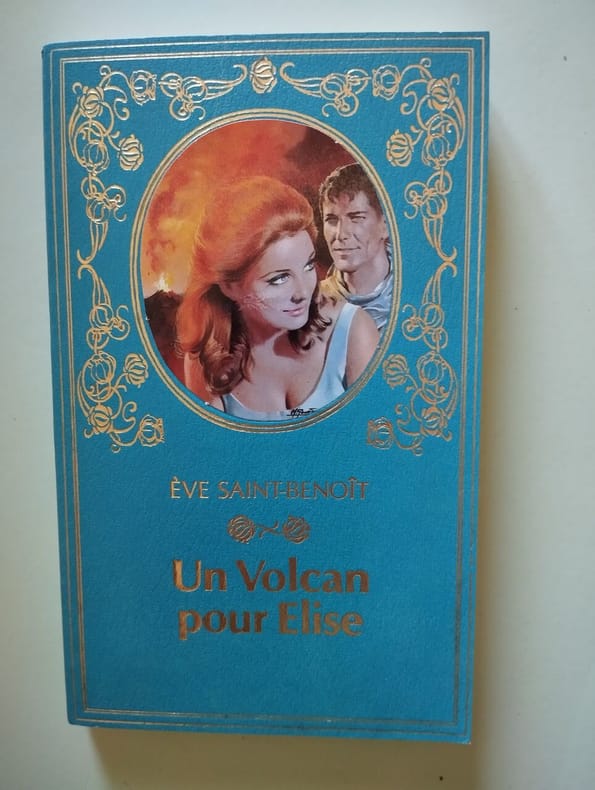 ÈVE SAINT-BENOÎT
Un Volcan
pour Elise